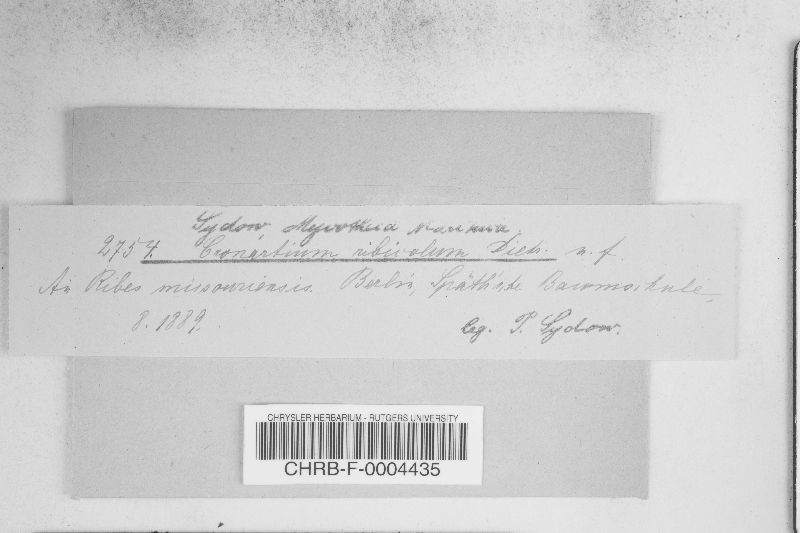 Sydow, Mycotheca Marchica
2754. Cronartium ribicolum Diet. n. f.
An Ribes missouriensis. Berlin, Späth'sche Baumschule,
8.1889.
leg. P. Sydow.
CHRYSLER HERBARIUM - RUTGERS UNIVERSITY
CHRB-F-0004435